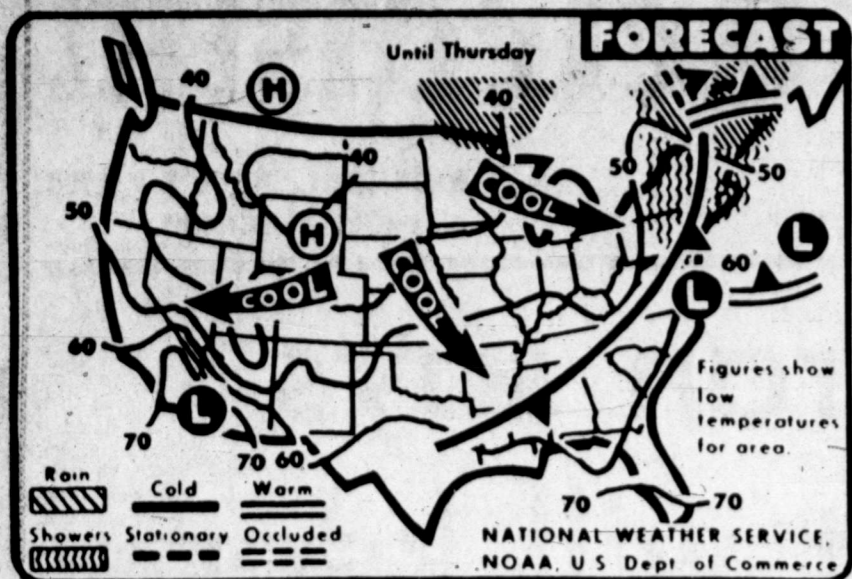 FORECAST
Until Thursday
40
H
40
40
50
50
COOL
50
H
L
COOL
COOL
60
L
60
Figures show
low
temperatures
for area.
L
70
70 60
Rain
Cold
Warm
70
70
Showers
Stationary
Occluded
NATIONAL WEATHER SERVICE,
NOAA, U.S. Dept. of Commerce